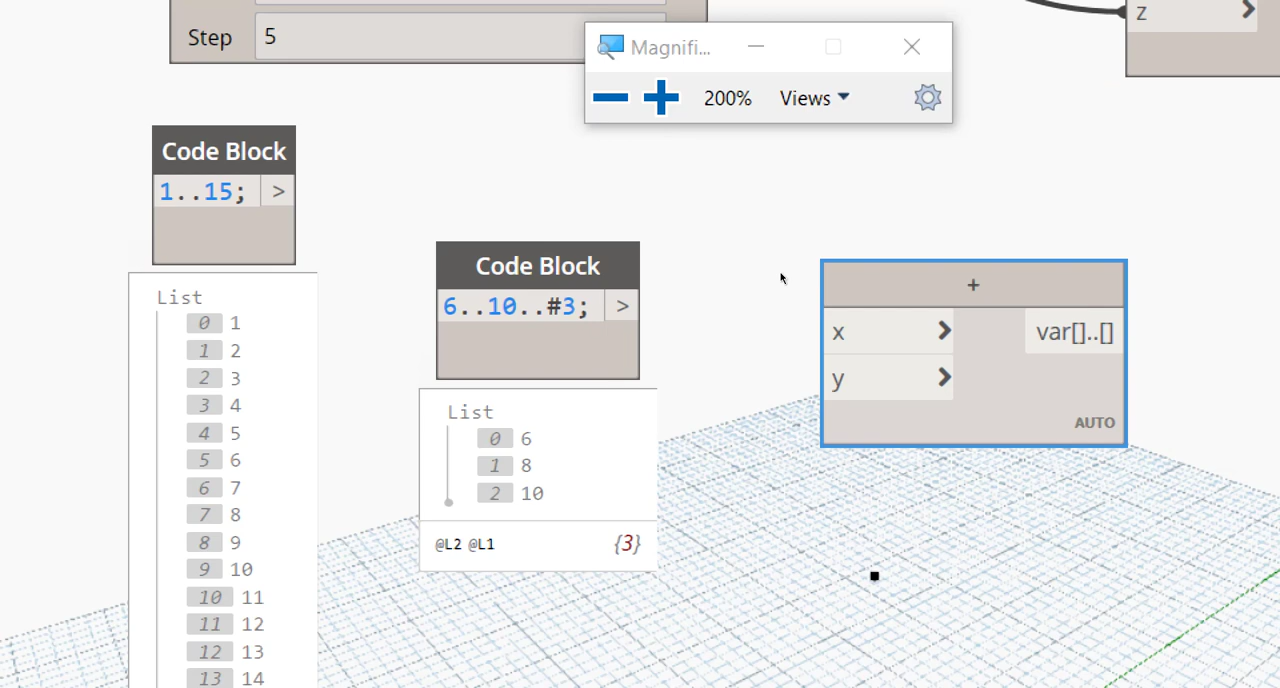 Step 5
Magnifi...
200% Views
z
Code Block
1..15; >
List
0 1
1 2
2 3
3 4
4 5
5 6
6 7
7 8
8 9
9 10
10 11
11 12
12 13
13 14
Code Block
6..10..#3; >
List
0 6
1 8
2 10
@L2 @L1 {3}
+
x > var[]..[]
y >
AUTO